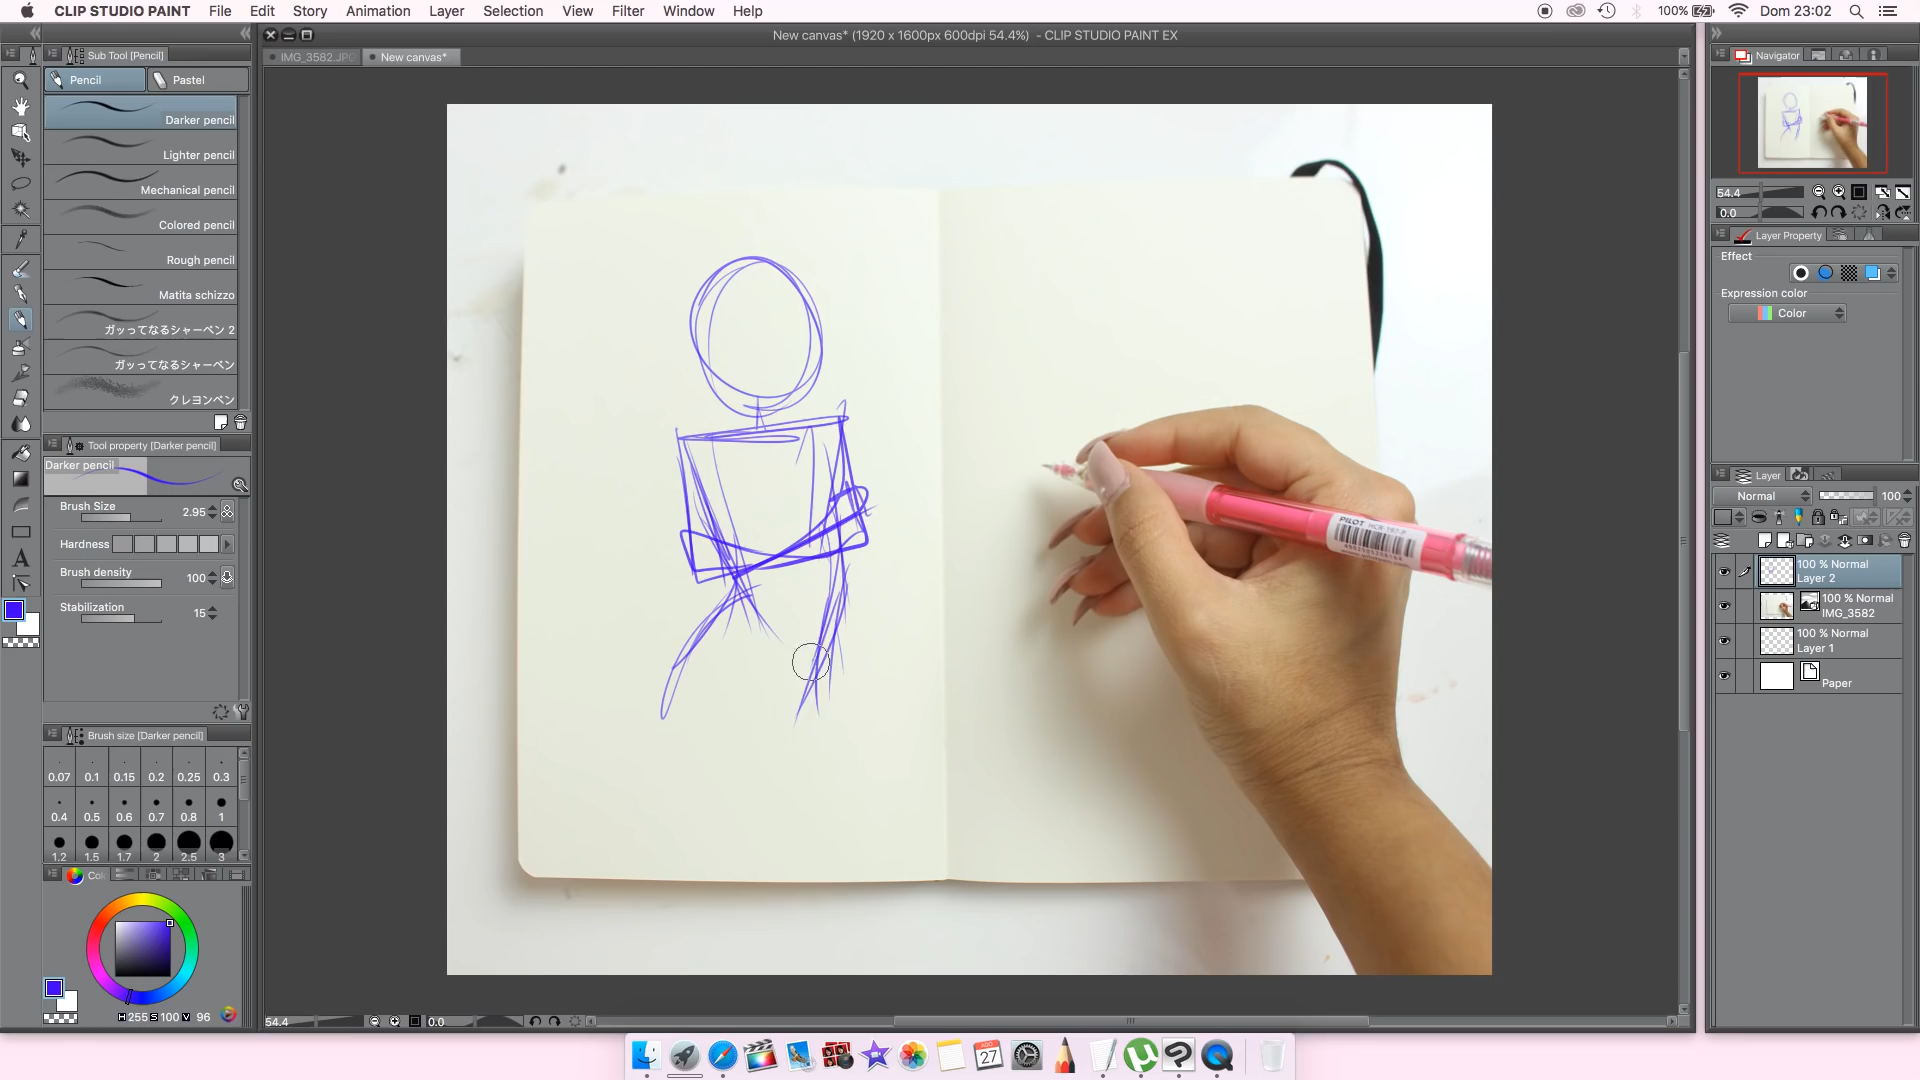 CLIP STUDIO PAINT File Edit Story Animation Layer Selection View Filter Window Help
100% Dom 23:02
New canvas* (1920 x 1600px 600dpi 54.4%) - CLIP STUDIO PAINT EX
IMG_3582.JPG
New canvas*
Sub Tool [Pencil]
Pencil
Pastel
Darker pencil
Lighter pencil
Mechanical pencil
Colored pencil
Rough pencil
Matita schizzo
ガッってなるシャーペン 2
ガッってなるシャーペン
クレヨンペン
Tool property [Darker pencil]
Darker pencil
Brush Size 2.95
Hardness
Brush density 100
Stabilization 15
Brush size [Darker pencil]
0.07 0.1 0.15 0.2 0.25 0.3
0.4 0.5 0.6 0.7 0.8 1
1.2 1.5 1.7 2 2.5 3
H 255 S 100 V 96
54.4 0.0
PILOT
Navigator
54.4
0.0
Layer Property
Effect
Expression color
Color
Layer
Normal 100
100 % Normal
Layer 2
100 % Normal
IMG_3582
100 % Normal
Layer 1
Paper
AGO
27